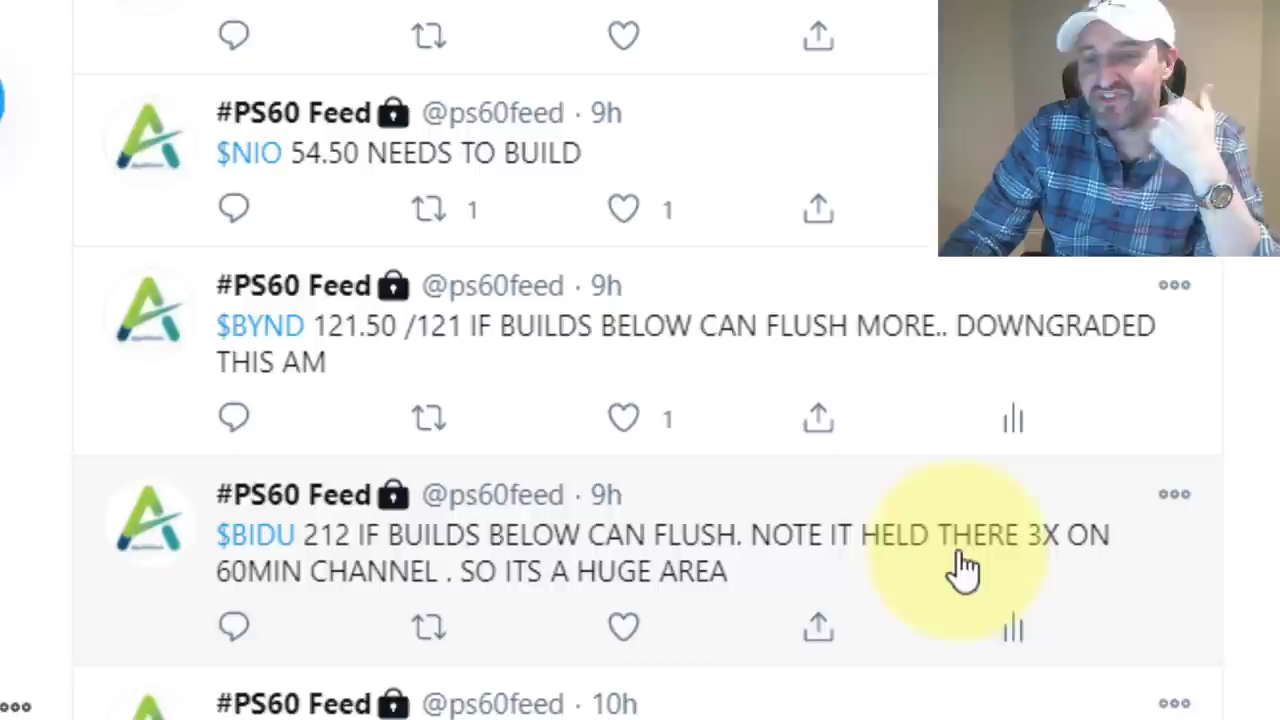 #PS60 Feed @ps60feed · 9h
$NIO 54.50 NEEDS TO BUILD
1 1
#PS60 Feed @ps60feed · 9h
$BYND 121.50 /121 IF BUILDS BELOW CAN FLUSH MORE.. DOWNGRADED
THIS AM
1
#PS60 Feed @ps60feed · 9h
$BIDU 212 IF BUILDS BELOW CAN FLUSH. NOTE IT HELD THERE 3X ON
60MIN CHANNEL . SO ITS A HUGE AREA
#PS60 Feed @ps60feed · 10h